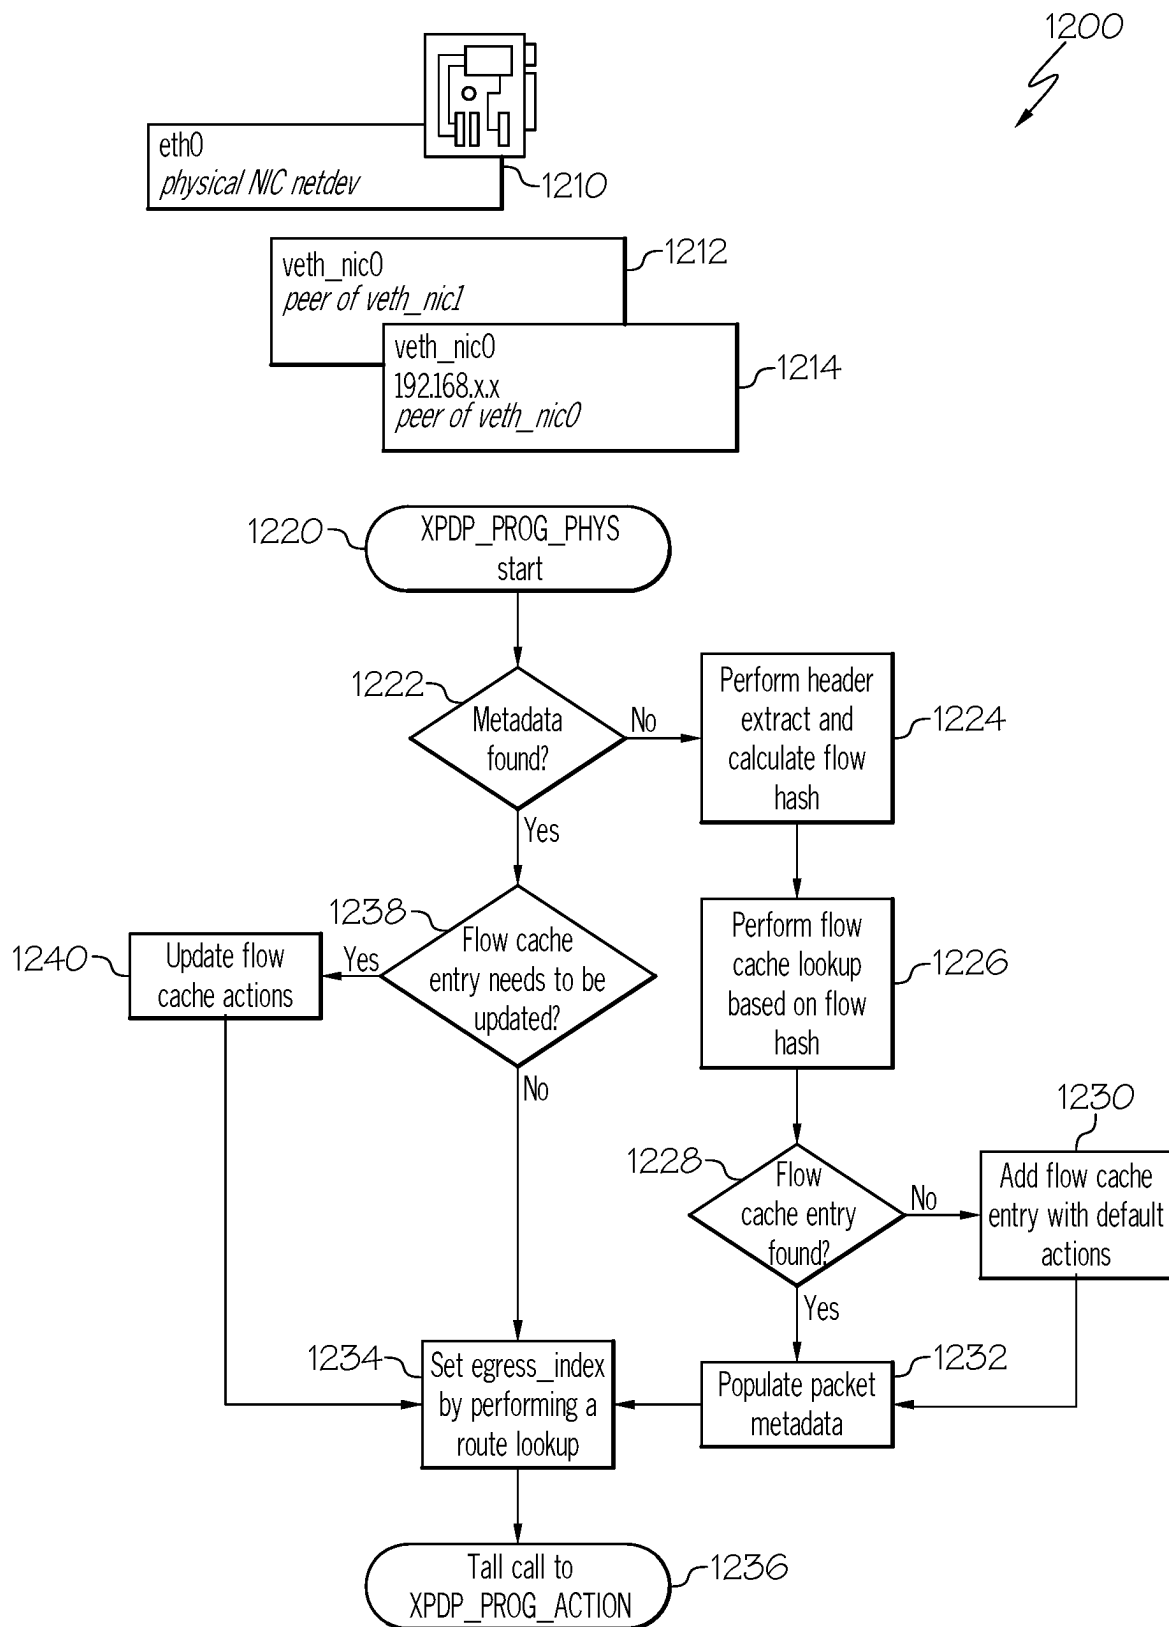 1200
eth0
physical NIC netdev
1210
veth_nic0
peer of veth_nic1
1212
veth_nic0
192.168.x.x
peer of veth_nic0
1214
1220
XPDP_PROG_PHYS
start
1222
Metadata
found?
No
Yes
Perform header
extract and
calculate flow
hash
1224
1238
Flow cache
entry needs to be
updated?
Yes
No
1240
Update flow
cache actions
Perform flow
cache lookup
based on flow
hash
1226
1228
Flow
cache entry
found?
No
Yes
1230
Add flow cache
entry with default
actions
1234
Set egress_index
by performing a
route lookup
Populate packet
metadata
1232
Tall call to
XPDP_PROG_ACTION
1236